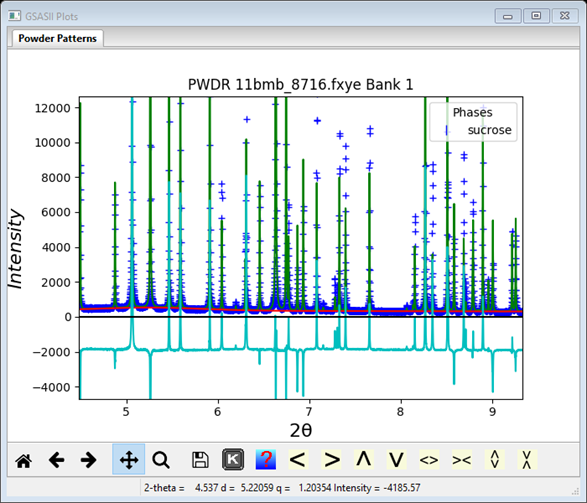 GSASII Plots
Powder Patterns
PWDR 11bmb_8716.fxye Bank 1
Phases
sucrose
12000
10000
8000
6000
4000
2000
0
−2000
−4000
Intensity
5 6 7 8 9
2θ
K ? < > Λ V <> ><
2-theta = 4.537 d = 5.22059 q = 1.20354 Intensity = -4185.57